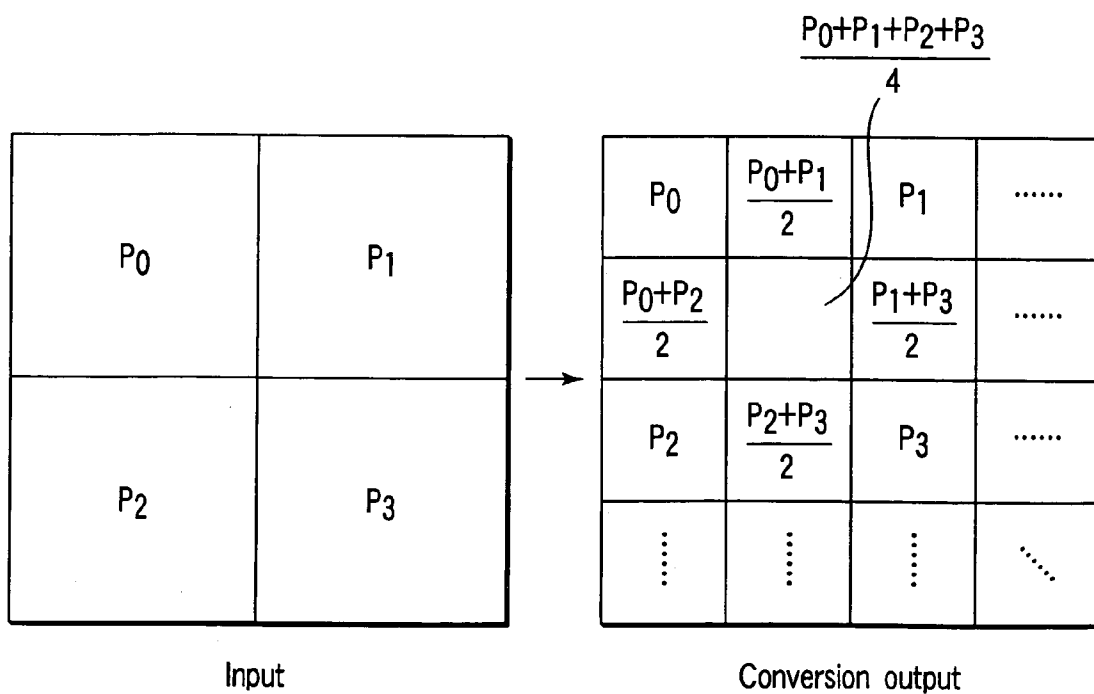 P0+P1+P2+P3
4
P0 P1
P2 P3
P0 P0+P1 P1 ......
2
P0+P2 P1+P3 ......
2 2
P2 P2+P3 P3 ......
2
...... ...... ...... ......
Input Conversion output